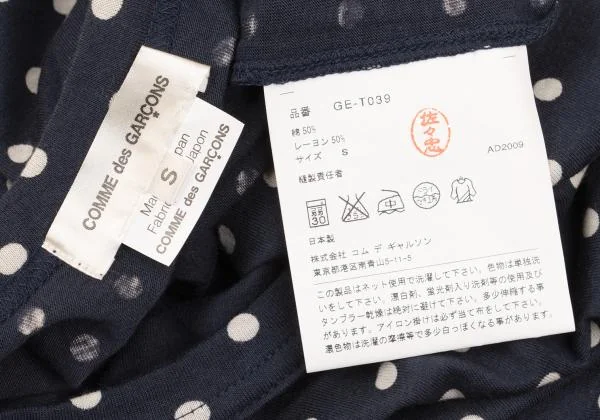 COMME des GARÇONS
S
Made
pan
Fabric
Japon
COMME des GARÇONS
品番 GE-T039
綿50%
レーヨン50%
サイズ S
佐々忠
AD2009
縫製責任者
30
日本製
株式会社 コム デ ギャルソン
東京都港区南青山5-11-5
この製品はネット使用で洗濯して下さい。色物は単独洗
いをして下さい。漂白剤、蛍光剤入り洗剤等の使用及び
タンブラー乾燥は絶対に避けて下さい。多少伸縮する事
があります。アイロン掛けは必ず当て布をして下さい。
濃色物は洗濯の摩擦等で多少白っぽくなる事があります。